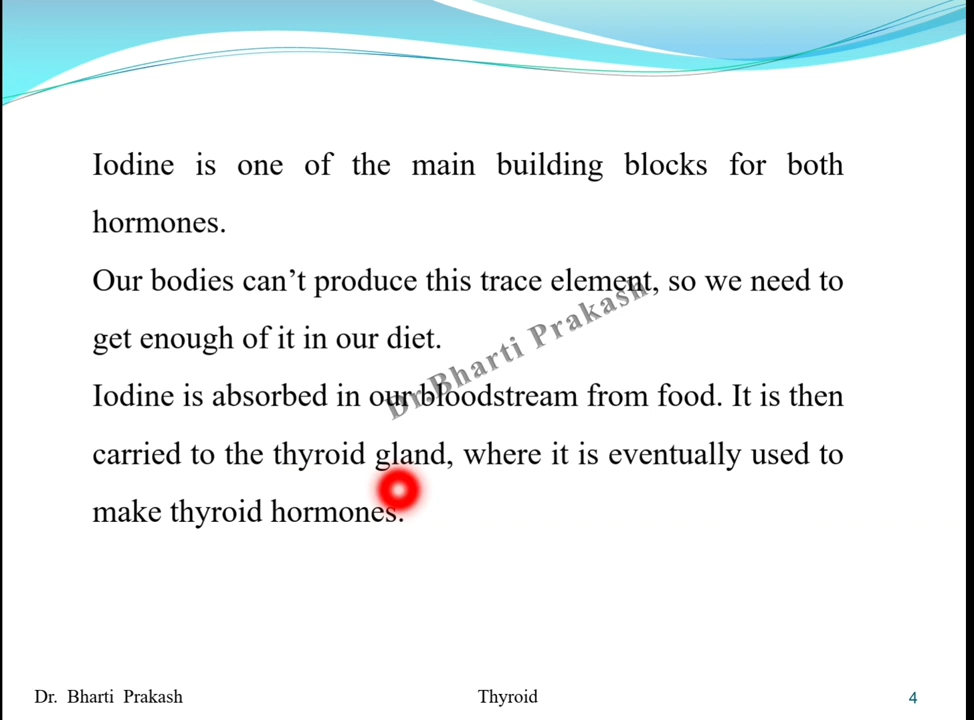 Iodine is one of the main building blocks for both
hormones.
Our bodies can’t produce this trace element, so we need to
get enough of it in our diet.
Iodine is absorbed in our bloodstream from food. It is then
carried to the thyroid gland, where it is eventually used to
make thyroid hormones.
Dr.Bharti Prakash
Dr. Bharti Prakash
Thyroid
4